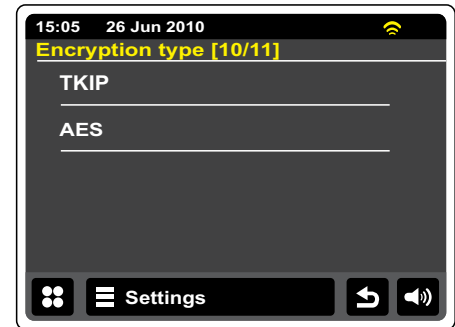 15:05 26 Jun 2010
Encryption type [10/11]
TKIP
AES
Settings